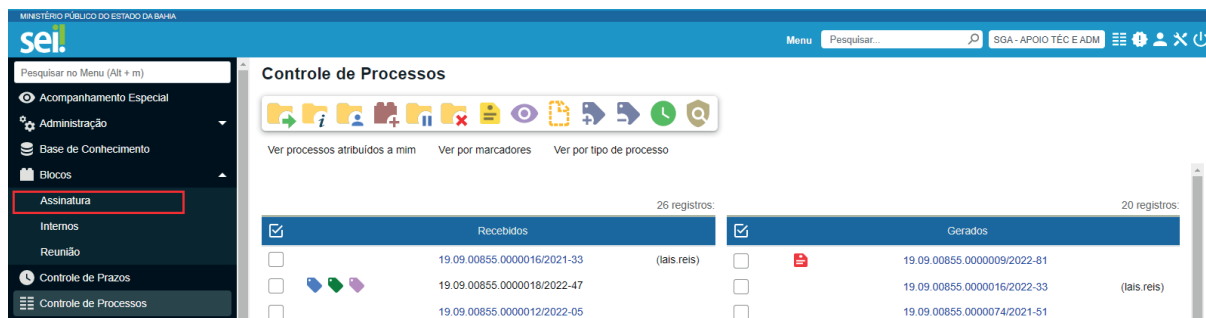 MINISTÉRIO PÚBLICO DO ESTADO DA BAHIA
sei!
Menu
Pesquisar...
SGA - APOIO TÉC E ADM
Pesquisar no Menu (Alt + m)
Acompanhamento Especial
Administração
Base de Conhecimento
Blocos
Assinatura
Internos
Reunião
Controle de Prazos
Controle de Processos
Controle de Processos
Ver processos atribuídos a mim Ver por marcadores Ver por tipo de processo
26 registros:
Recebidos
19.09.00855.0000016/2021-33 (lais.reis)
19.09.00855.0000018/2022-47
19.09.00855.0000012/2022-05
20 registros:
Gerados
19.09.00855.0000009/2022-81
19.09.00855.0000016/2022-33 (lais.reis)
19.09.00855.0000074/2021-51